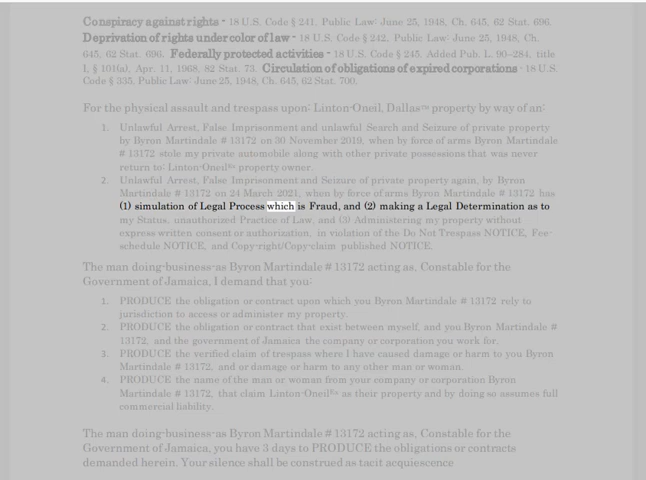 Conspiracy against rights - 18 U.S. Code § 241, Public Law: June 25, 1948, Ch. 645, 62 Stat. 696.
Deprivation of rights under color of law - 18 U.S. Code § 242, Public Law: June 25, 1948, Ch.
645, 62 Stat. 696. Federally protected activities - 18 U.S. Code § 245. Added Pub. L. 90–284, title
I, § 101(a), Apr. 11, 1968, 82 Stat. 73. Circulation of obligations of expired corporations - 18 U.S.
Code § 335, Public Law: June 25, 1948, Ch. 645, 62 Stat. 700.
For the physical assault and trespass upon: Linton-Oneil, Dallas™ property by way of an:
1. Unlawful Arrest, False Imprisonment and unlawful Search and Seizure of private property
by Byron Martindale # 13172 on 30 November 2019, when by force of arms Byron Martindale
# 13172 stole my private automobile along with other private possessions that was never
return to: Linton-Oneil property owner.
2. Unlawful Arrest, False Imprisonment and Seizure of private property again, by Byron
Martindale # 13172 on 24 March 2021, when by force of arms Byron Martindale # 13172 has
(1) simulation of Legal Process which is Fraud, and (2) making a Legal Determination as to
my Status, unauthorized Practice of Law, and (3) Administering my property without
express written consent or authorization, in violation of the Do Not Trespass NOTICE, Fee-
schedule NOTICE, and Copy-right/Copy-claim published NOTICE.
The man doing-business-as Byron Martindale # 13172 acting as, Constable for the
Government of Jamaica, I demand that you:
1. PRODUCE the obligation or contract upon which you Byron Martindale # 13172 rely to
jurisdiction to access or administer my property.
2. PRODUCE the obligation or contract that exist between myself, and you Byron Martindale #
13172, and the government of Jamaica the company or corporation you work for.
3. PRODUCE the verified claim of trespass where I have caused damage or harm to you Byron
Martindale # 13172, and or damage or harm to any other man or woman.
4. PRODUCE the name of the man or woman from your company or corporation Byron
Martindale # 13172, that claim Linton-Oneil as their property and by doing so assumes full
commercial liability.
The man doing-business-as Byron Martindale # 13172 acting as, Constable for the
Government of Jamaica, you have 3 days to PRODUCE the obligations or contracts
demanded herein. Your silence shall be construed as tacit acquiescence